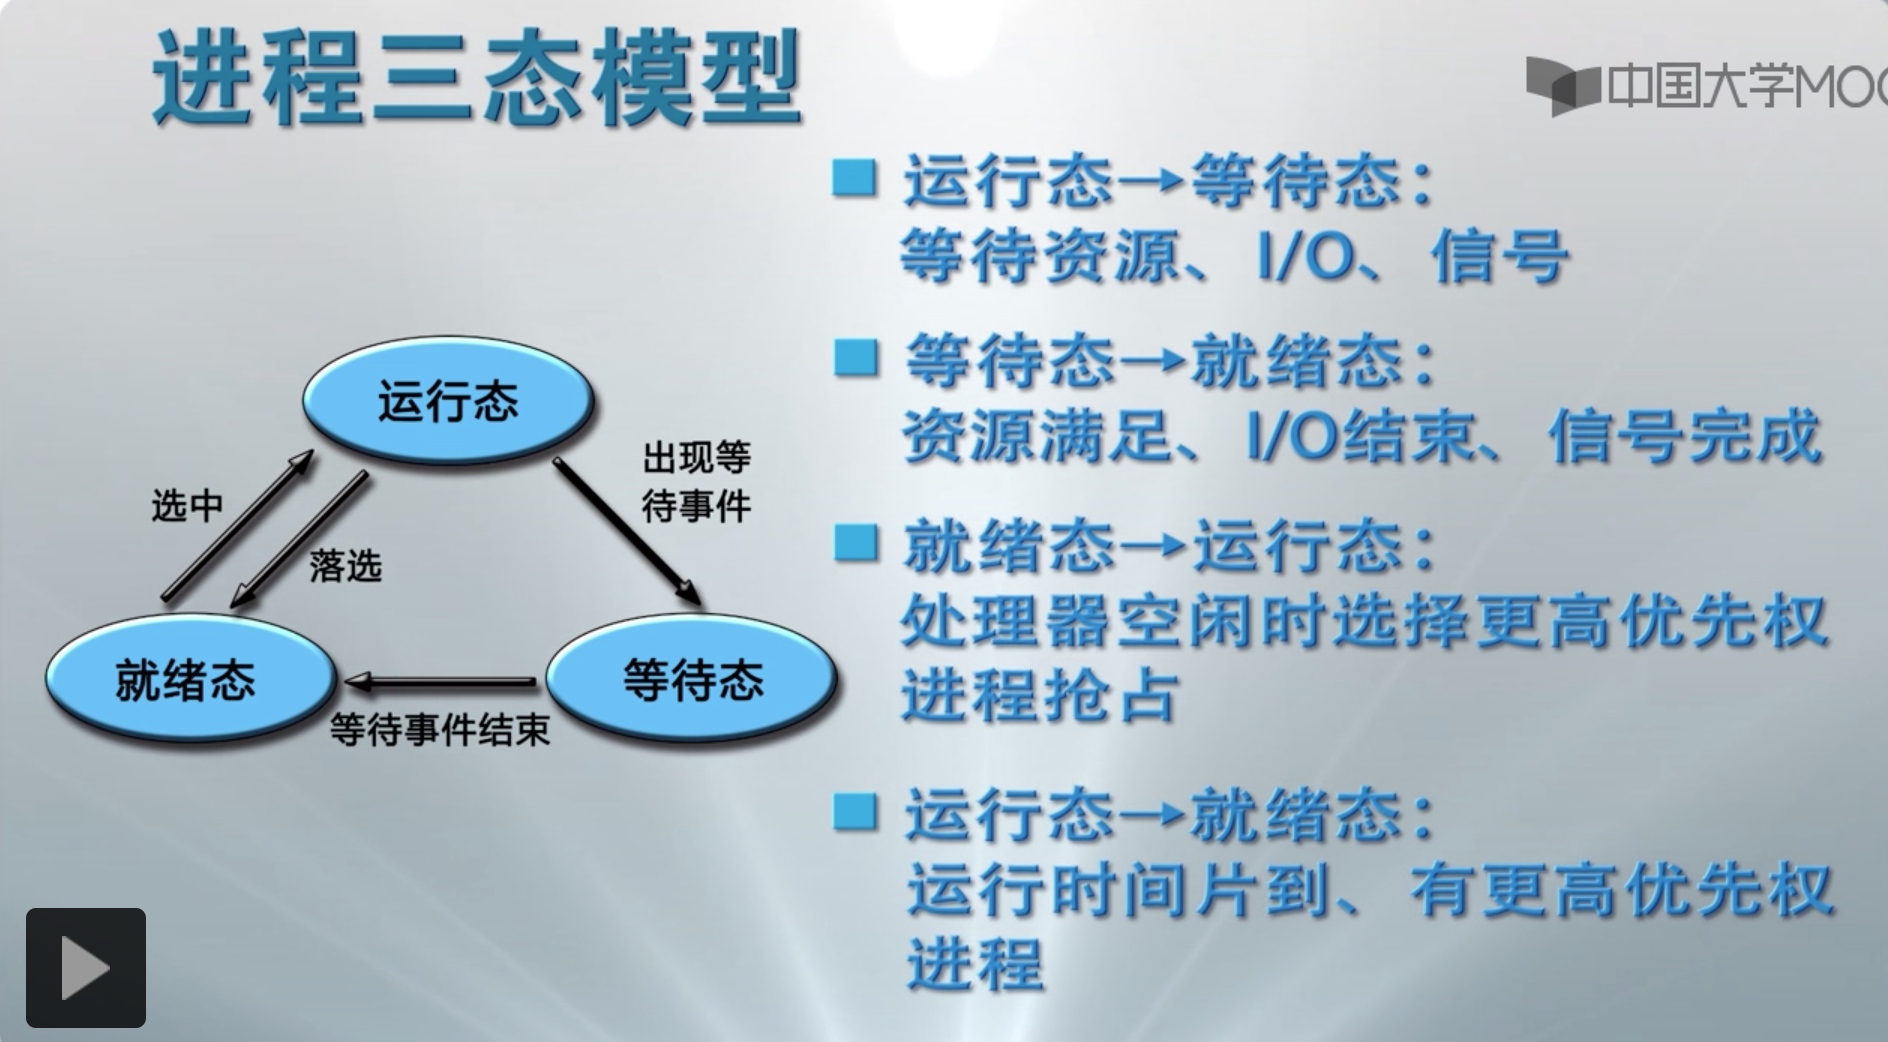 进程三态模型
中国大学MOC
运行态→等待态：
等待资源、I/O、信号
等待态→就绪态：
资源满足、I/O结束、信号完成
就绪态→运行态：
处理器空闲时选择更高优先权
进程抢占
运行态→就绪态：
运行时间片到、有更高优先权
进程
运行态
出现等
待事件
选中
落选
就绪态
等待态
等待事件结束